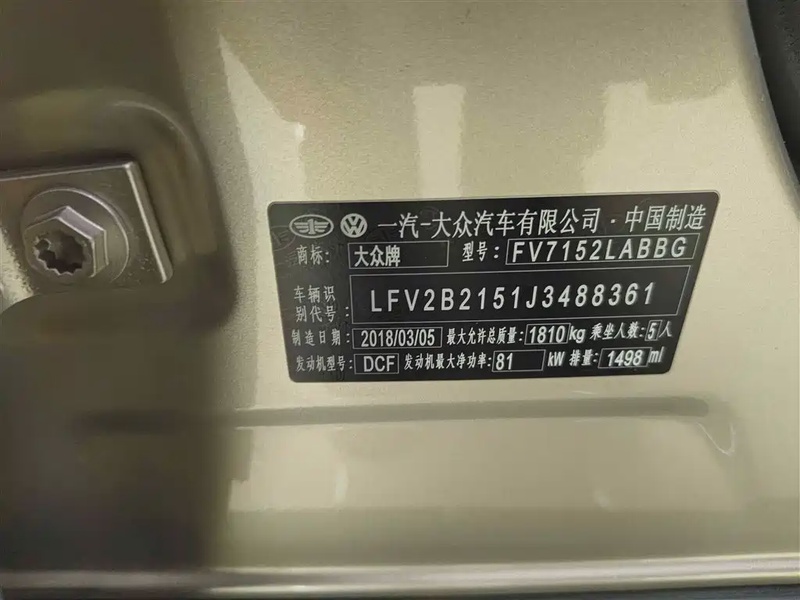 一汽-大众汽车有限公司·中国制造
商标: 大众牌 型号: FV7152LABBG
车辆识别代号: LFV2B2151J3488361
制造日期: 2018/03/05 最大允许总质量: 1810 kg 乘坐人数: 5 人
发动机型号: DCF 发动机最大净功率: 81 kW 排量: 1498 ml